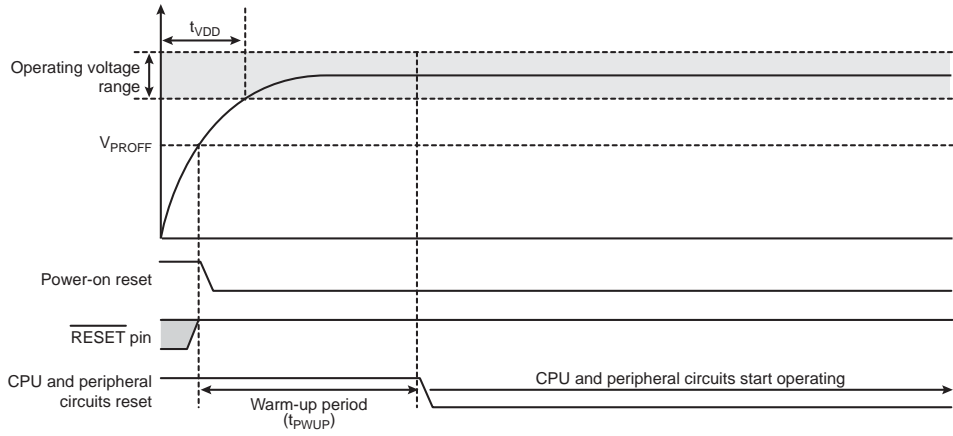 tVDD
Operating voltage
range
VPROFF
Power-on reset
RESET pin
CPU and peripheral
circuits reset
CPU and peripheral circuits start operating
Warm-up period
(tPWUP)